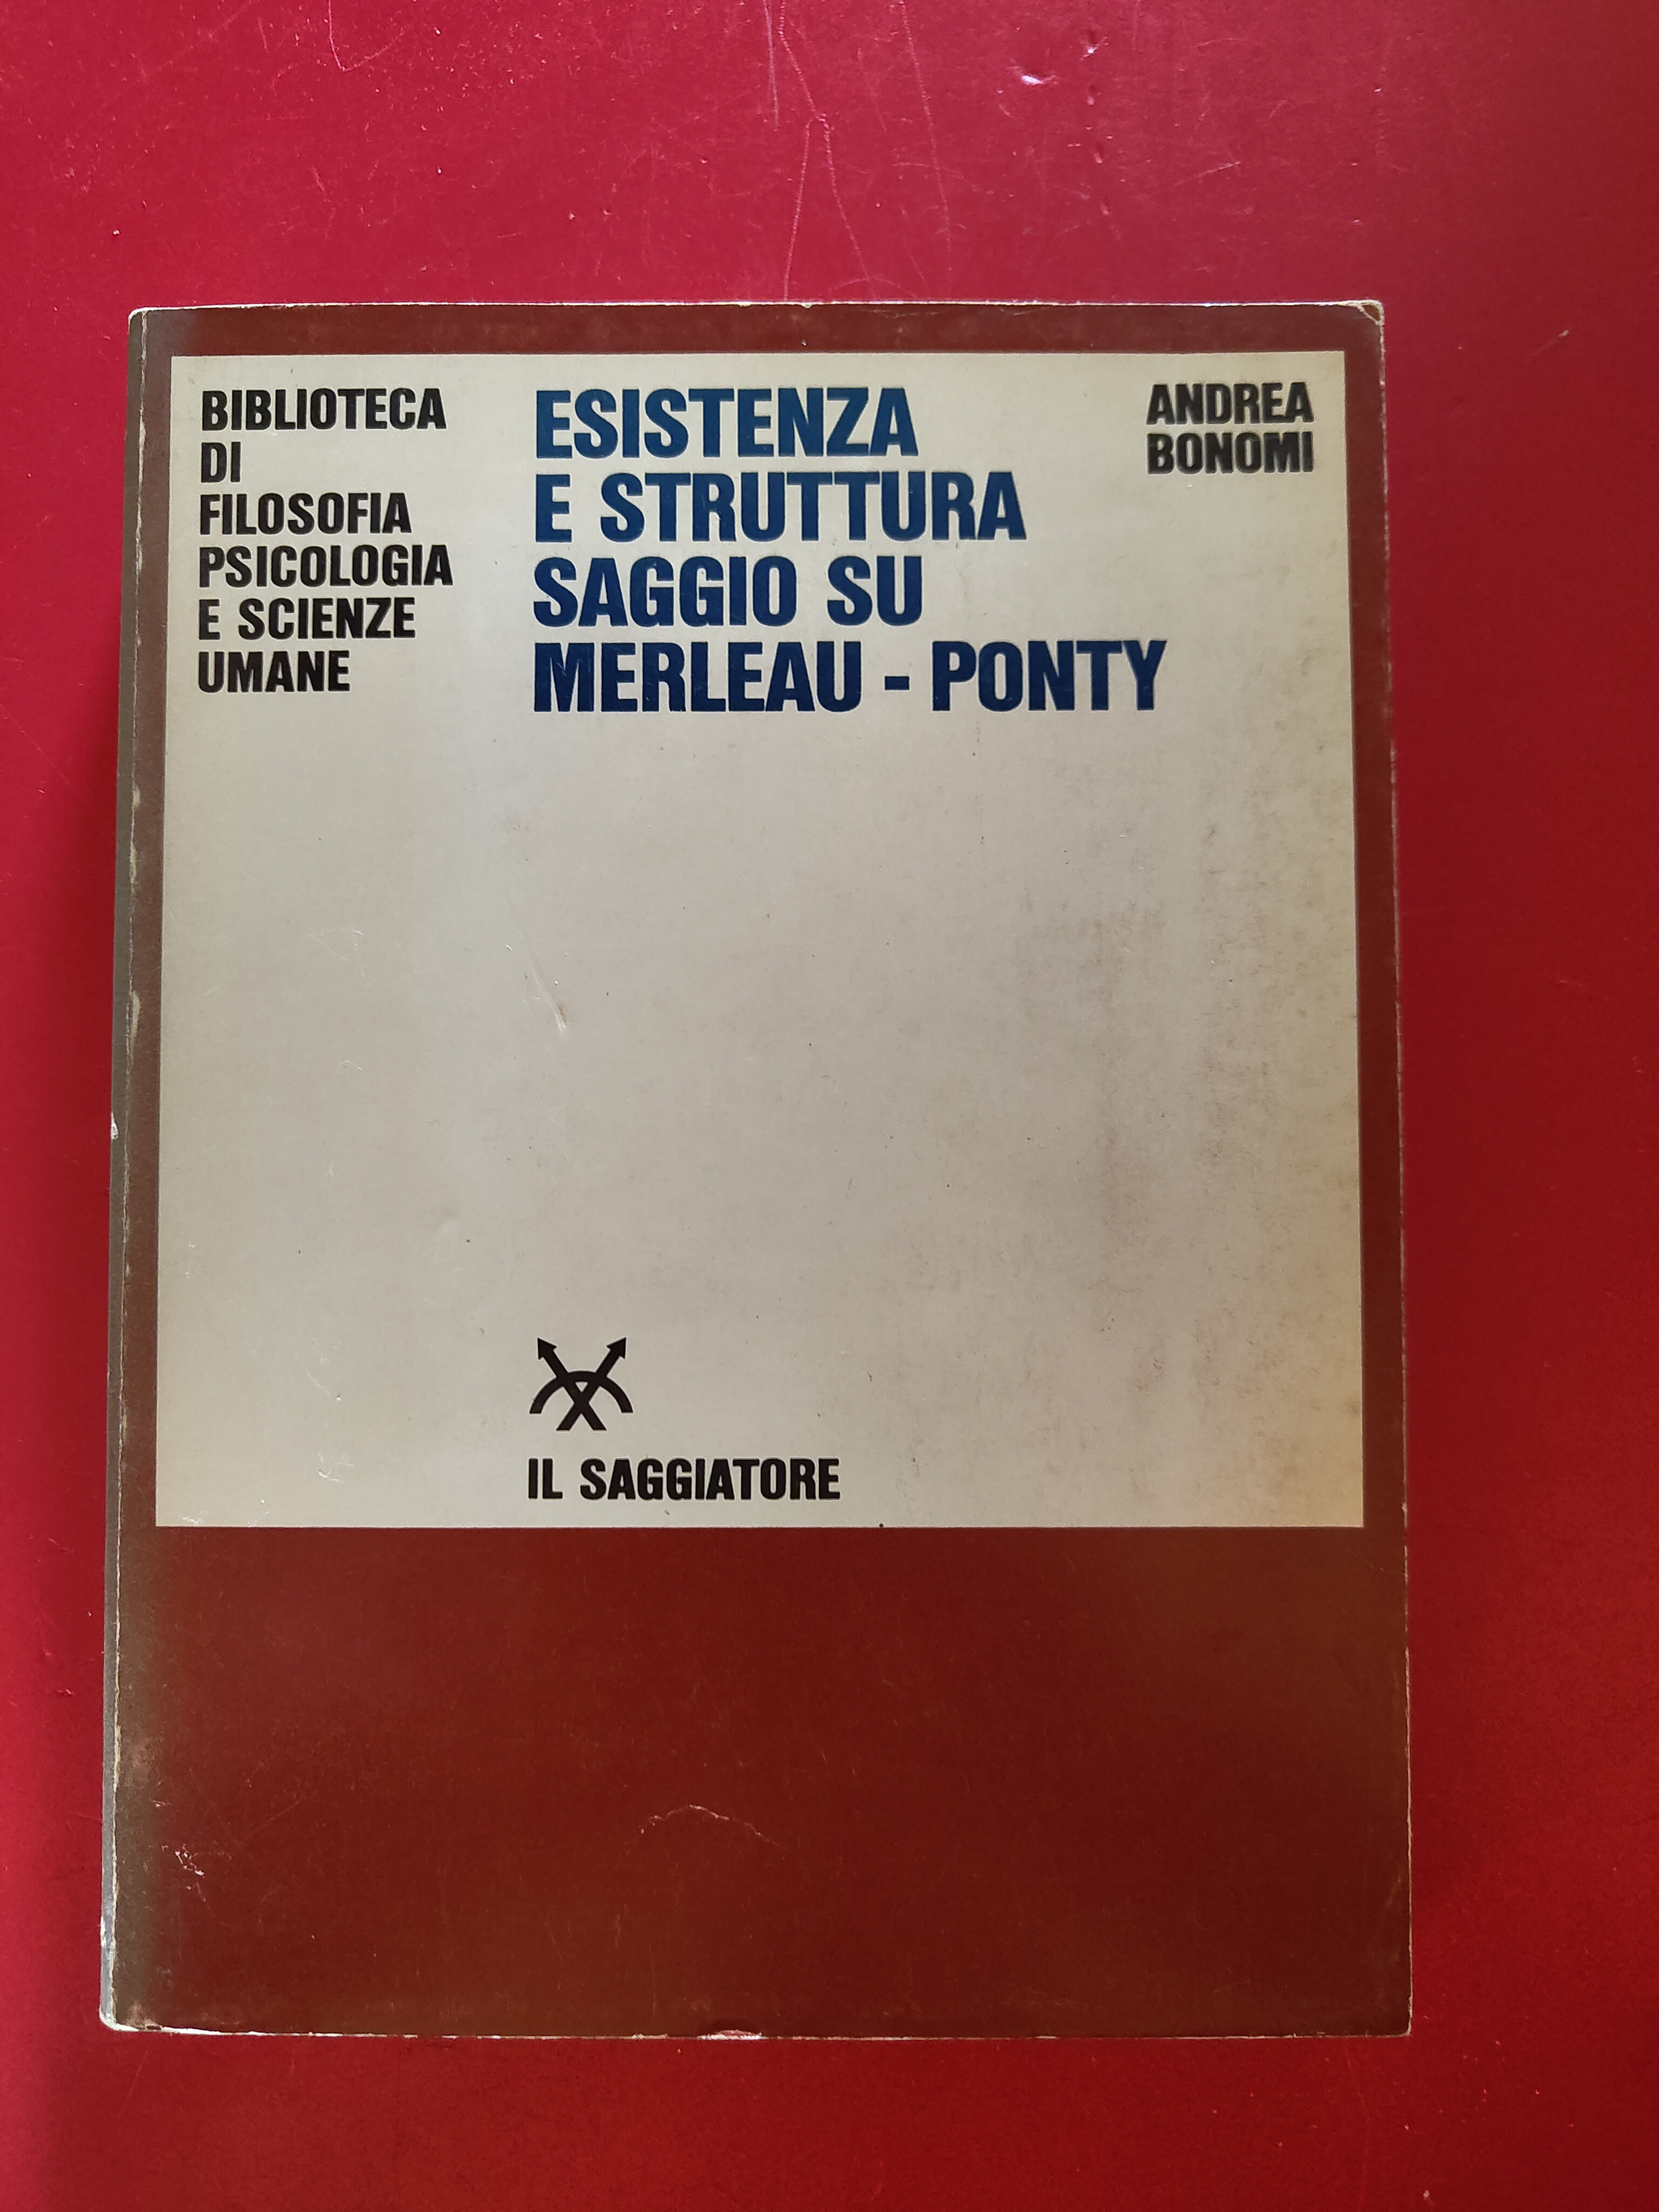 BIBLIOTECA
DI
FILOSOFIA
PSICOLOGIA
E SCIENZE
UMANE
ESISTENZA
E STRUTTURA
SAGGIO SU
MERLEAU - PONTY
ANDREA
BONOMI
IL SAGGIATORE